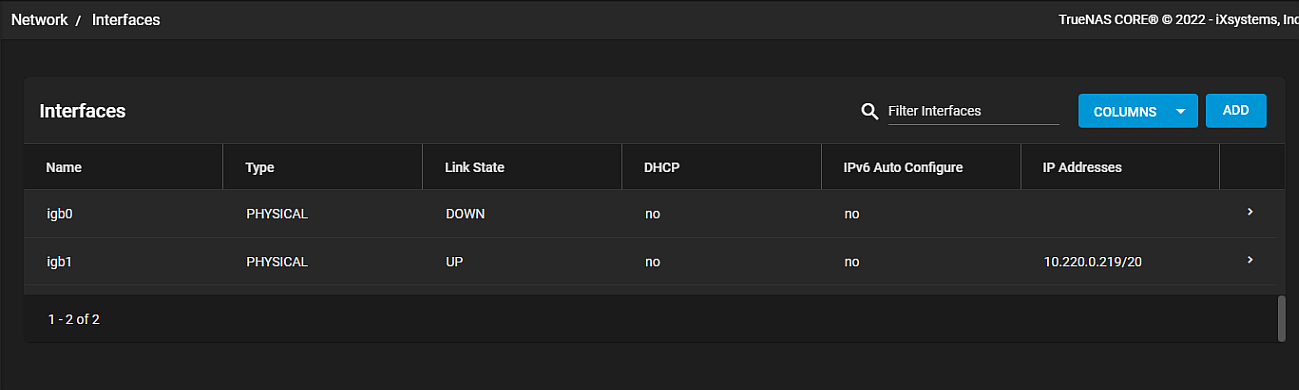 Network / Interfaces
TrueNAS CORE® © 2022 - iXsystems, Inc
Interfaces
Filter Interfaces
COLUMNS
ADD
Name Type Link State DHCP IPv6 Auto Configure IP Addresses
igb0 PHYSICAL DOWN no no
igb1 PHYSICAL UP no no 10.220.0.219/20
1 - 2 of 2